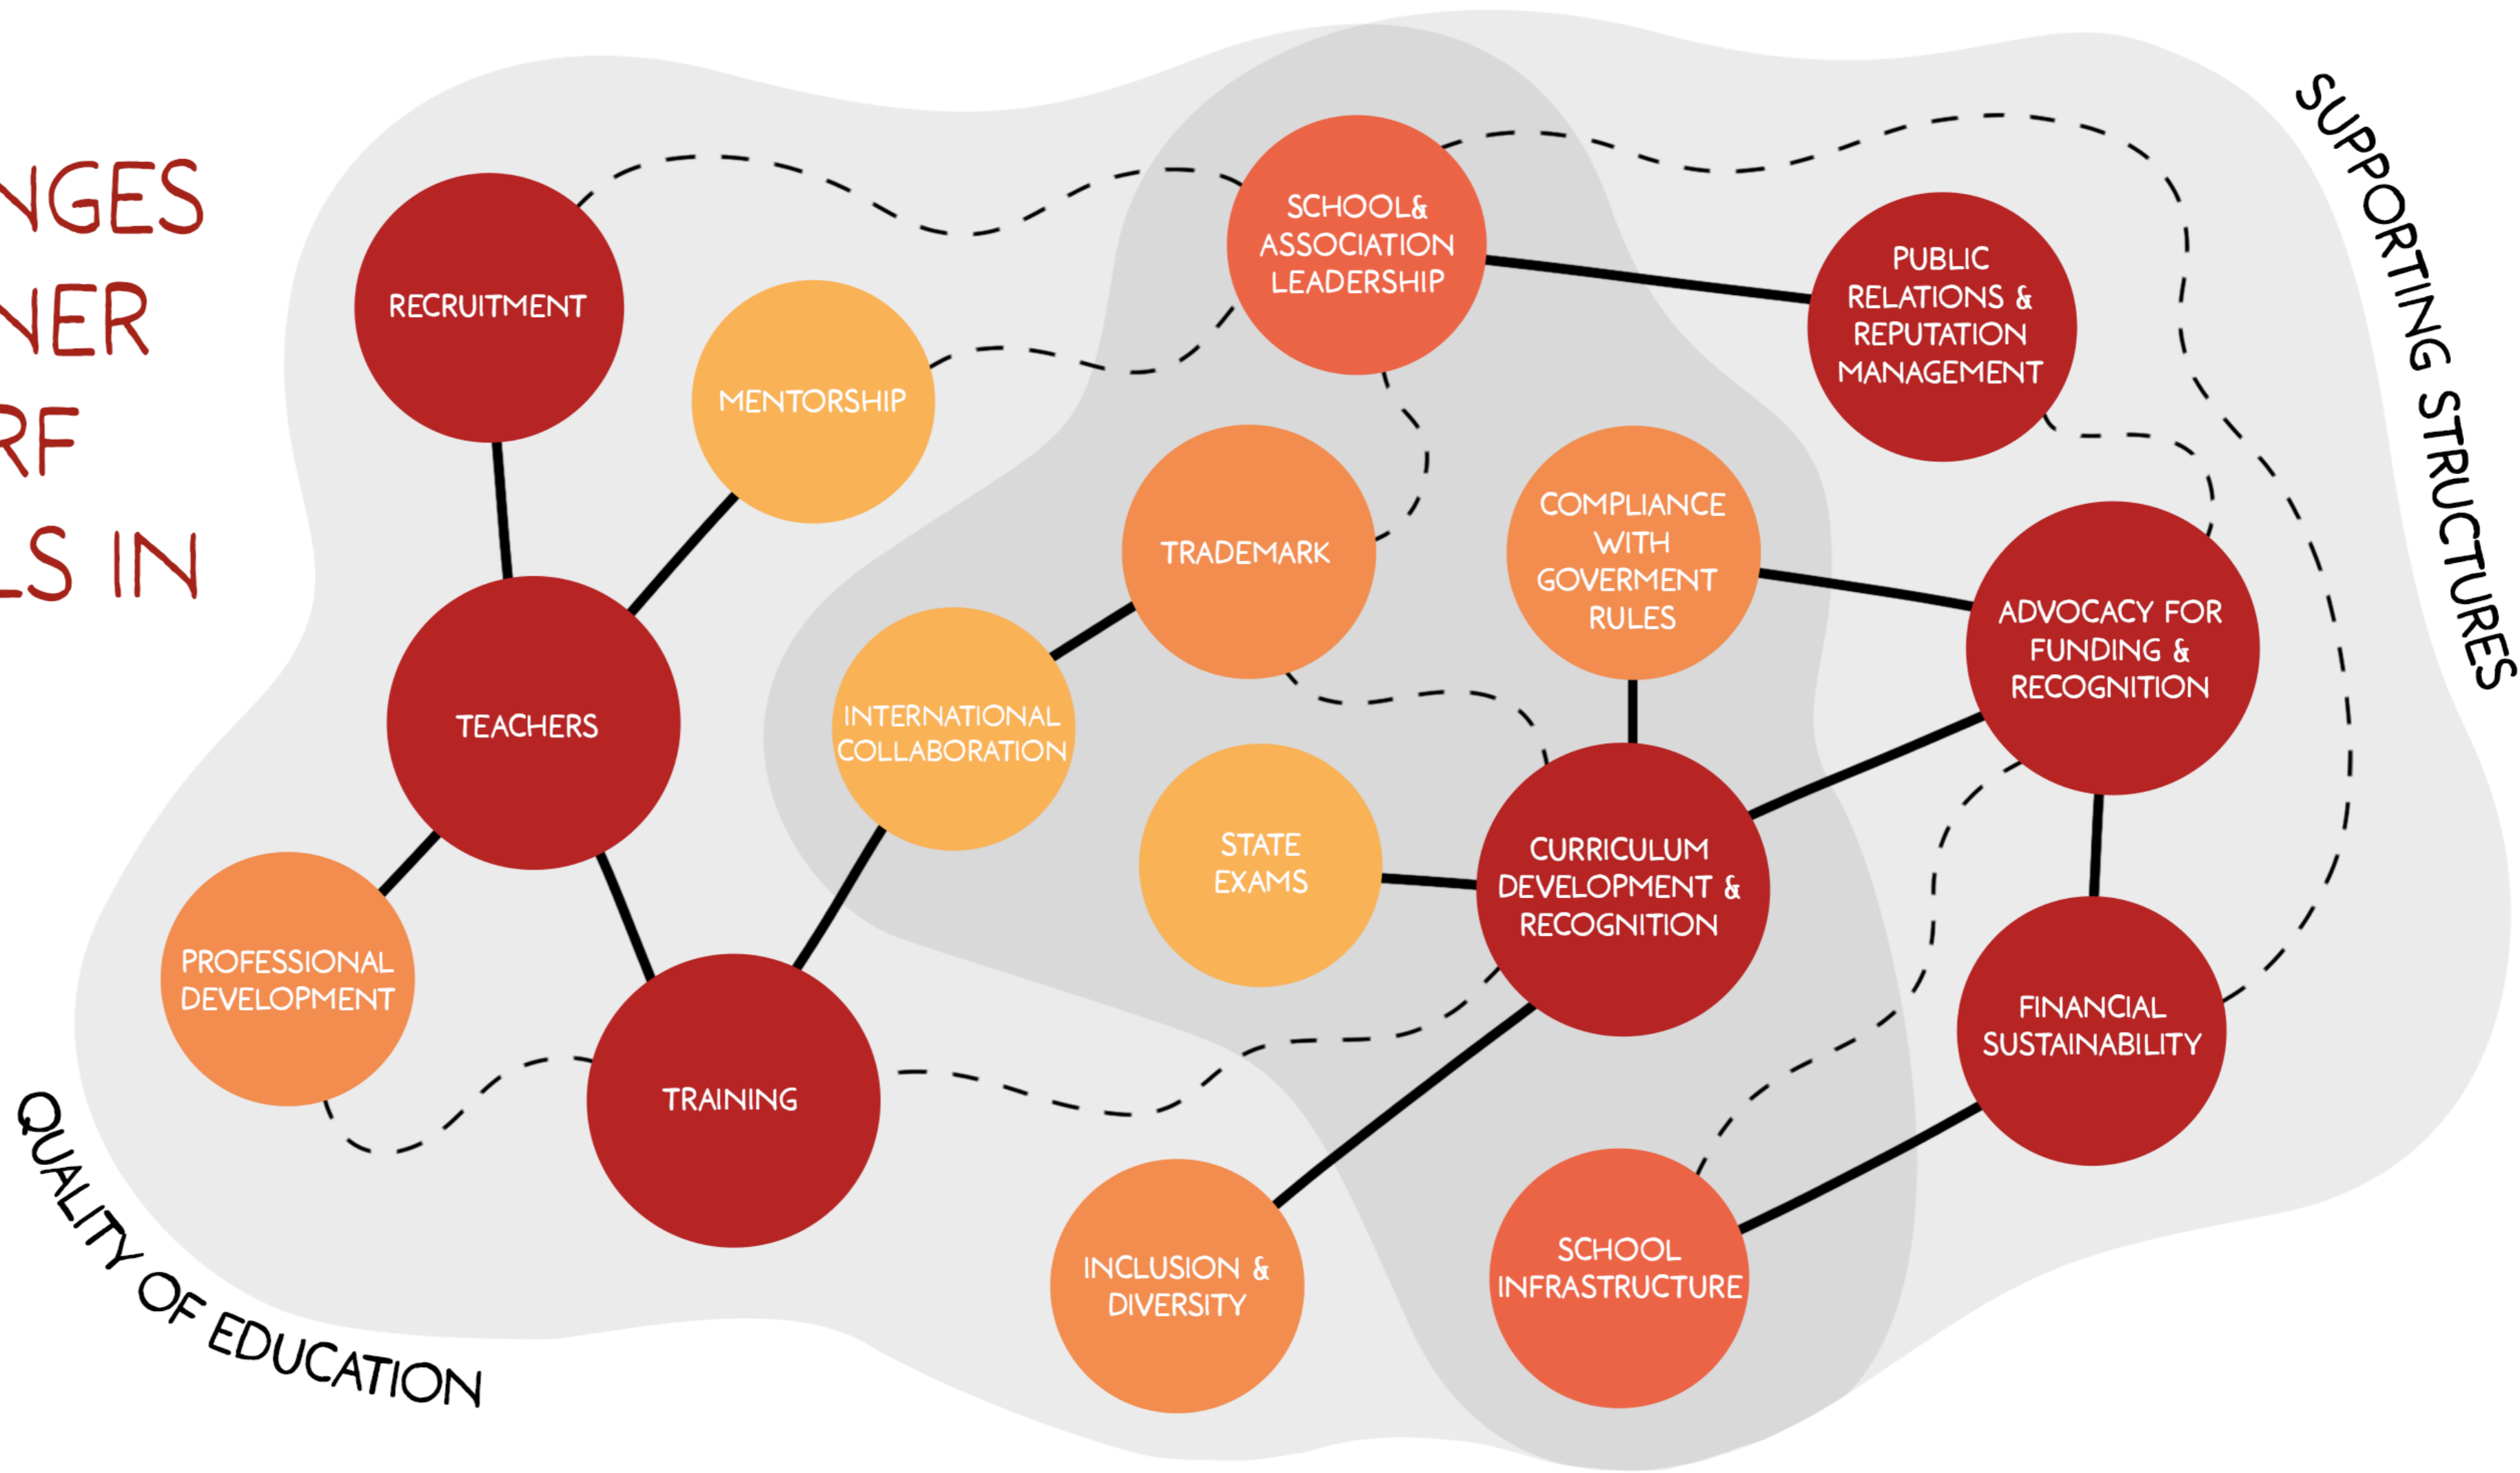 NGES
NER
RF
LS IN
SUPPORTING STRUCTURES
SCHOOL&
ASSOCIATION
LEADERSHIP
PUBLIC
RELATIONS &
REPUTATION
MANAGEMENT
RECRUITMENT
MENTORSHIP
TRADEMARK
COMPLIANCE
WITH
GOVERMENT
RULES
ADVOCACY FOR
FUNDING &
RECOGNITION
TEACHERS
INTERNATIONAL
COLLABORATION
STATE
EXAMS
CURRICULUM
DEVELOPMENT &
RECOGNITION
PROFESSIONAL
DEVELOPMENT
FINANCIAL
SUSTAINABILITY
TRAINING
INCLUSION &
DIVERSITY
SCHOOL
INFRASTRUCTURE
QUALITY OF EDUCATION